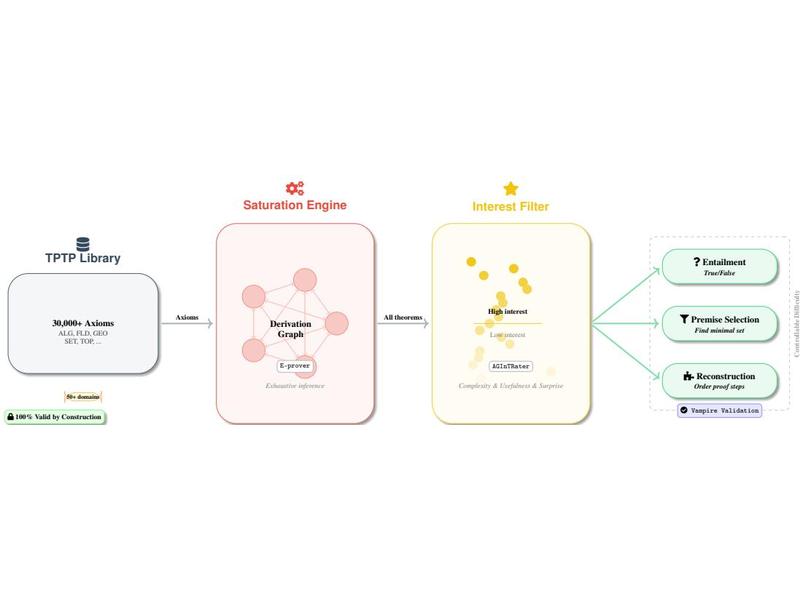 TPTP Library
30,000+ Axioms
ALG, FLD, GEO
SET, TOP, ...
50+ domains
100% Valid by Construction
Axioms
Saturation Engine
Derivation
Graph
E-prover
Exhaustive inference
All theorems
Interest Filter
High interest
Low interest
AGInTRater
Complexity & Usefulness & Surprise
? Entailment
True/False
Premise Selection
Find minimal set
Reconstruction
Order proof steps
Vampire Validation
Controllable Difficulty